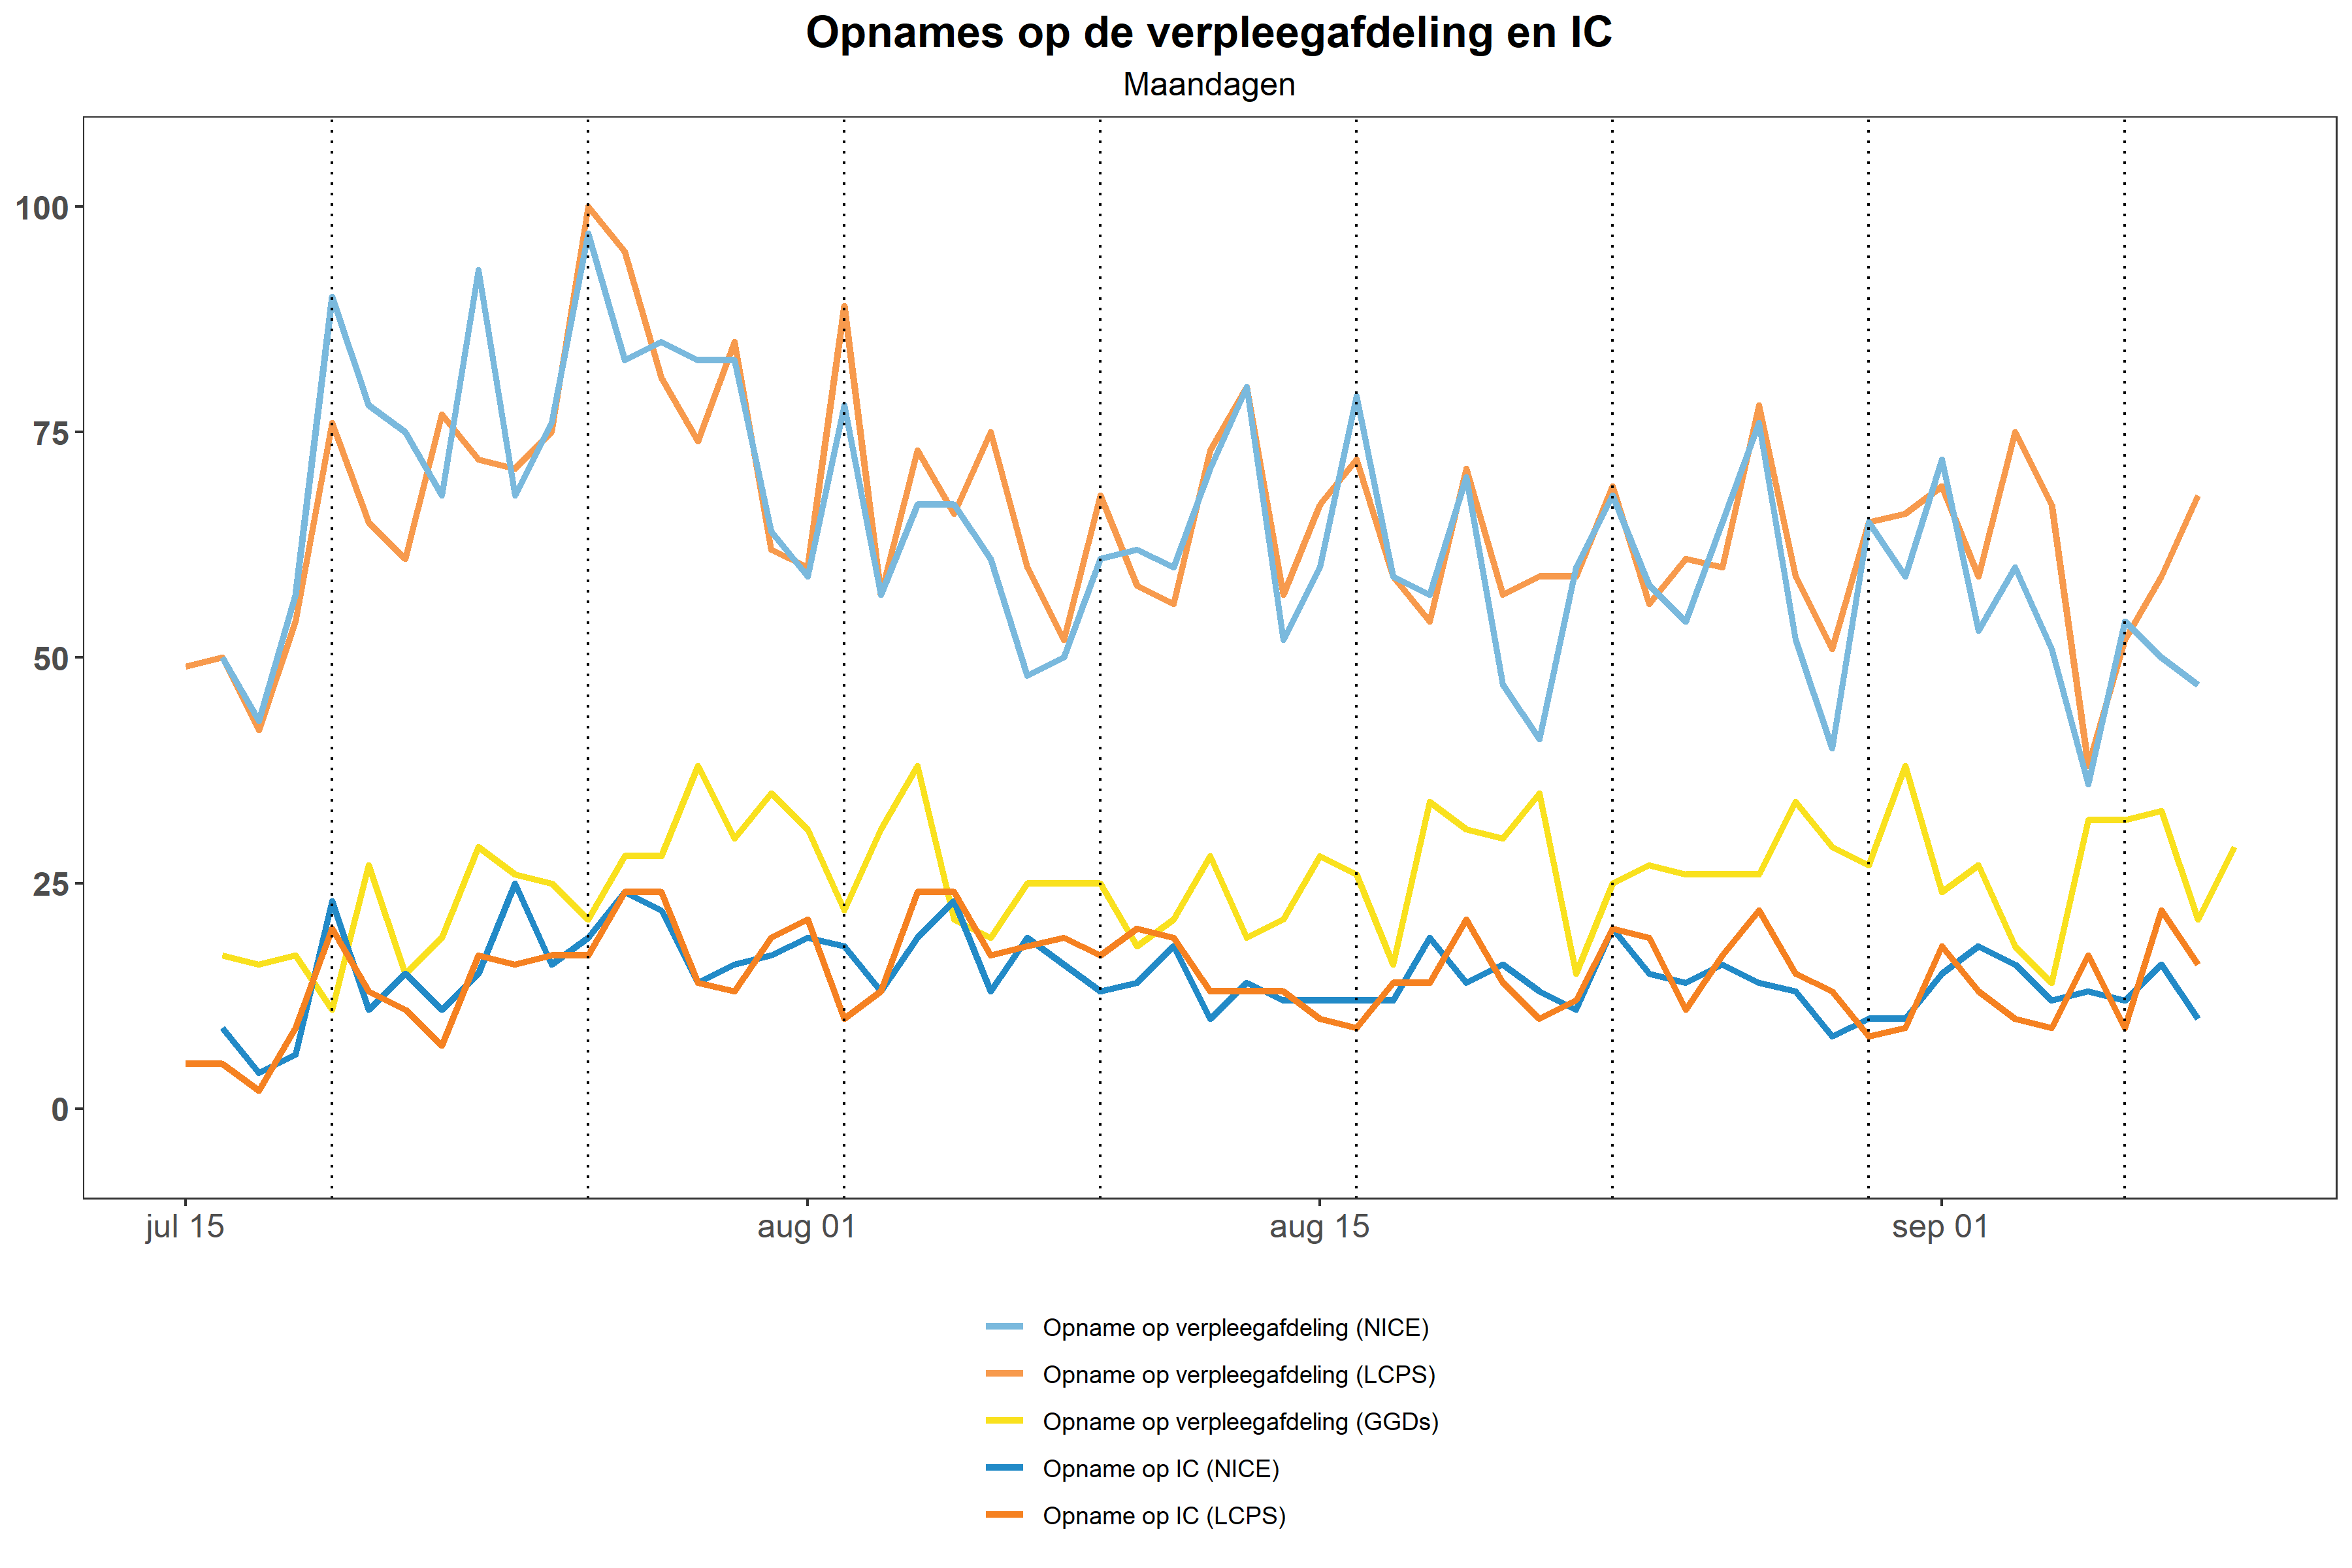 Opnames op de verpleegafdeling en IC
Maandagen
100
75
50
25
0
jul 15 aug 01 aug 15 sep 01
Opname op verpleegafdeling (NICE)
Opname op verpleegafdeling (LCPS)
Opname op verpleegafdeling (GGDs)
Opname op IC (NICE)
Opname op IC (LCPS)